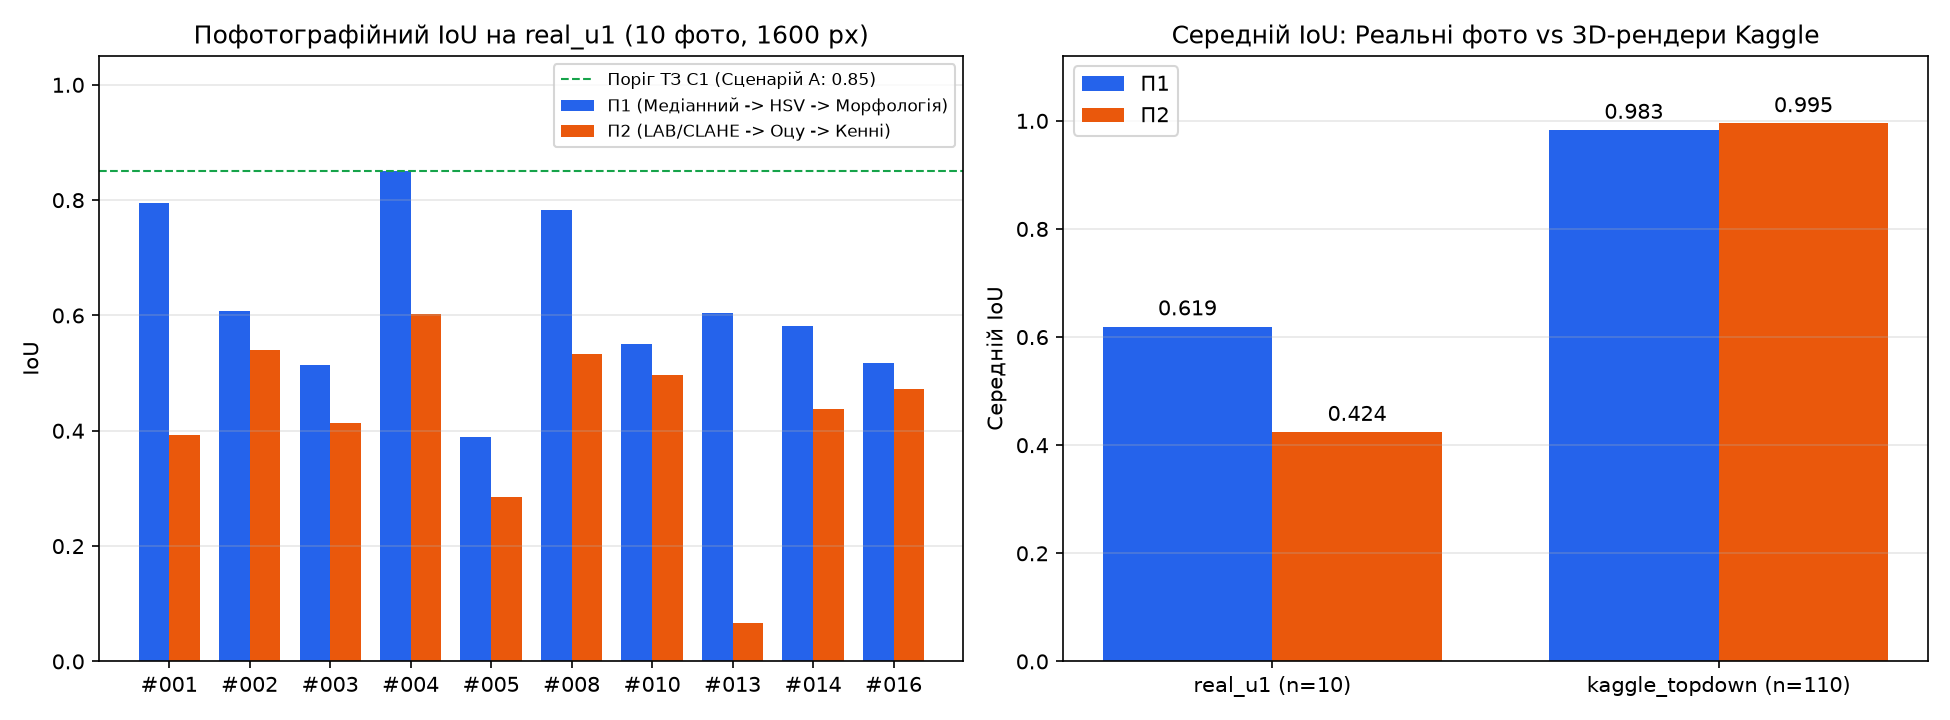 Пофотографійний IoU на real_u1 (10 фото, 1600 px)
IoU
1.0
0.8
0.6
0.4
0.2
0.0
Поріг ТЗ С1 (Сценарій А: 0.85)
П1 (Медіанний -> HSV -> Морфологія)
П2 (LAB/CLAHE -> Оцу -> Кенні)
#001 #002 #003 #004 #005 #008 #010 #013 #014 #016
Середній IoU: Реальні фото vs 3D-рендери Kaggle
Середній IoU
1.0
0.8
0.6
0.4
0.2
0.0
П1
П2
0.619
0.424
0.983
0.995
real_u1 (n=10) kaggle_topdown (n=110)